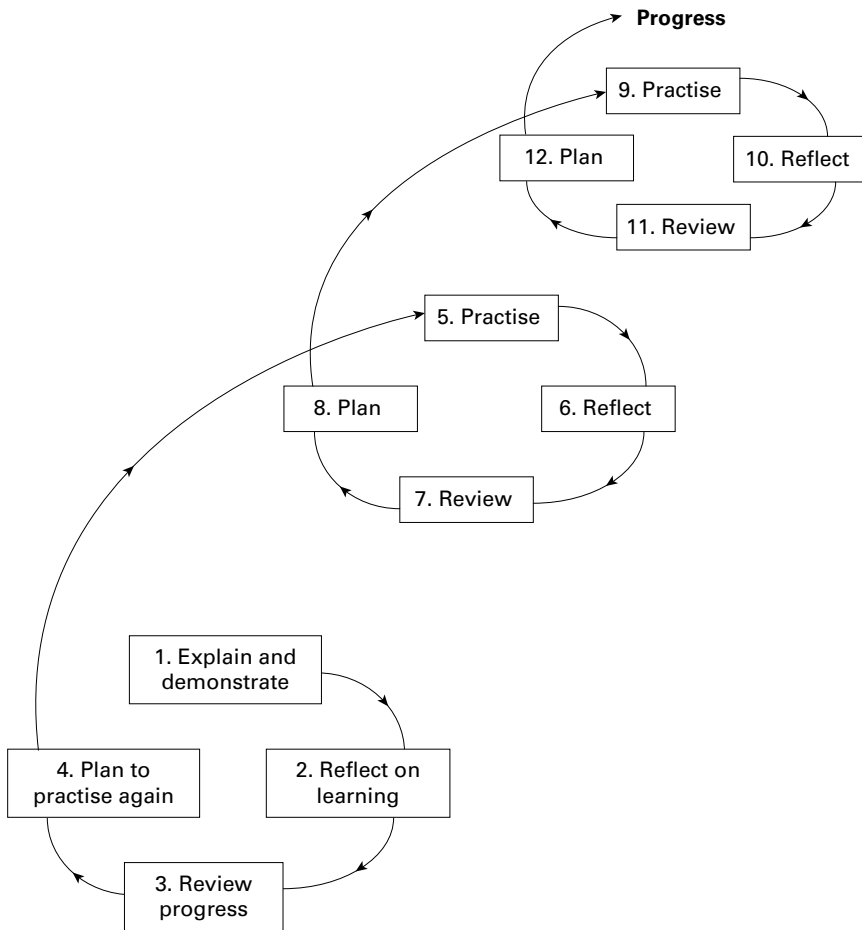 Progress
9. Practise
12. Plan
10. Reflect
11. Review
5. Practise
8. Plan
6. Reflect
7. Review
1. Explain and
demonstrate
4. Plan to
practise again
2. Reflect on
learning
3. Review
progress